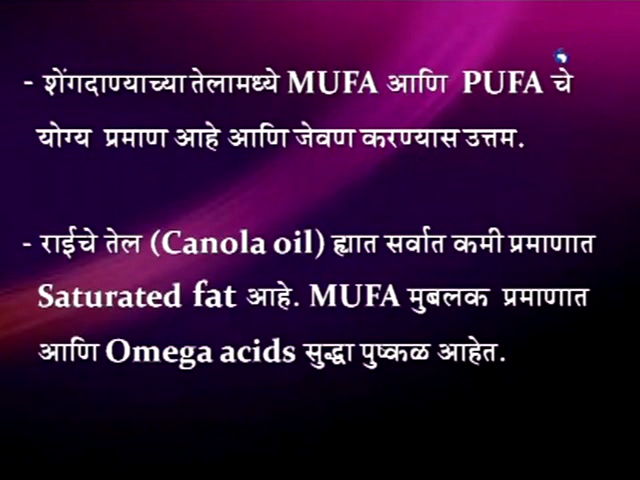 - शेंगदाण्याच्या तेलामध्ये MUFA आणि PUFA चे
योग्य प्रमाण आहे आणि जेवण करण्यास उत्तम.
- राईचे तेल (Canola oil) ह्यात सर्वात कमी प्रमाणात
Saturated fat आहे. MUFA मुबलक प्रमाणात
आणि Omega acids सुद्धा पुष्कळ आहेत.